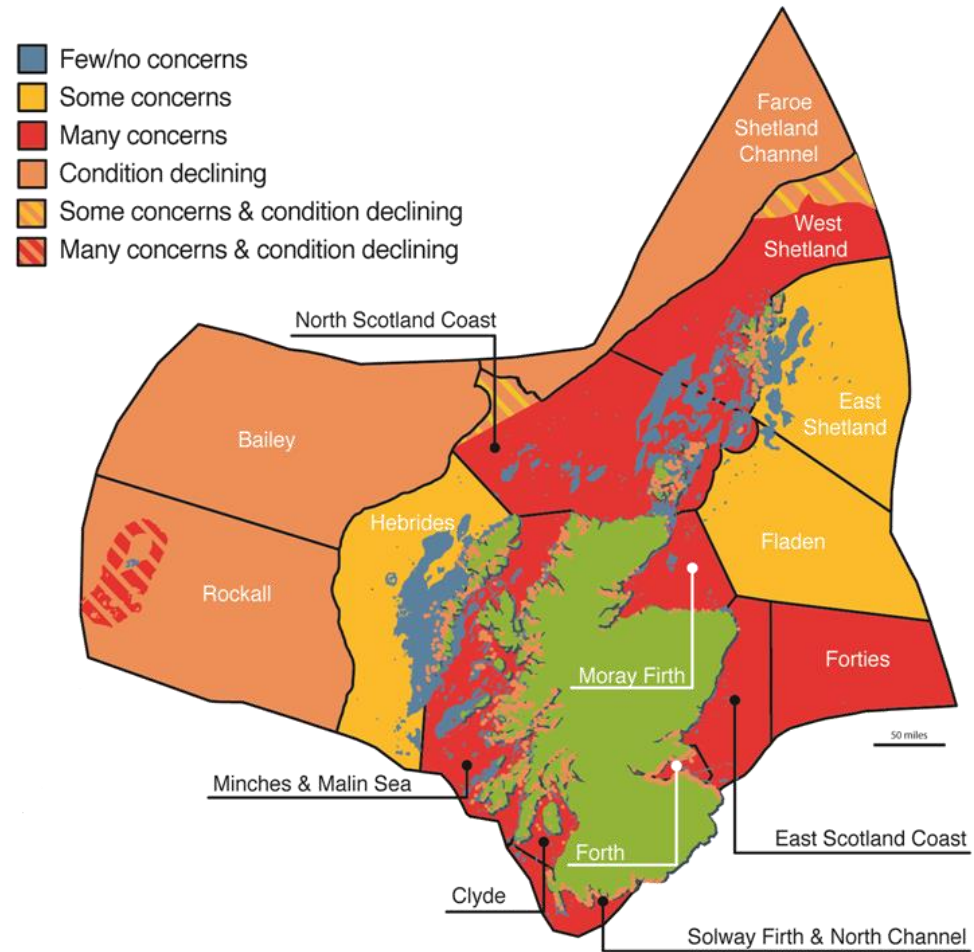 Few/no concerns
Some concerns
Many concerns
Condition declining
Some concerns & condition declining
Many concerns & condition declining
Faroe
Shetland
Channel
West
Shetland
North Scotland Coast
East
Shetland
Bailey
Hebrides
Fladen
Rockall
Forties
Moray Firth
50 miles
Minches & Malin Sea
East Scotland Coast
Forth
Clyde
Solway Firth & North Channel